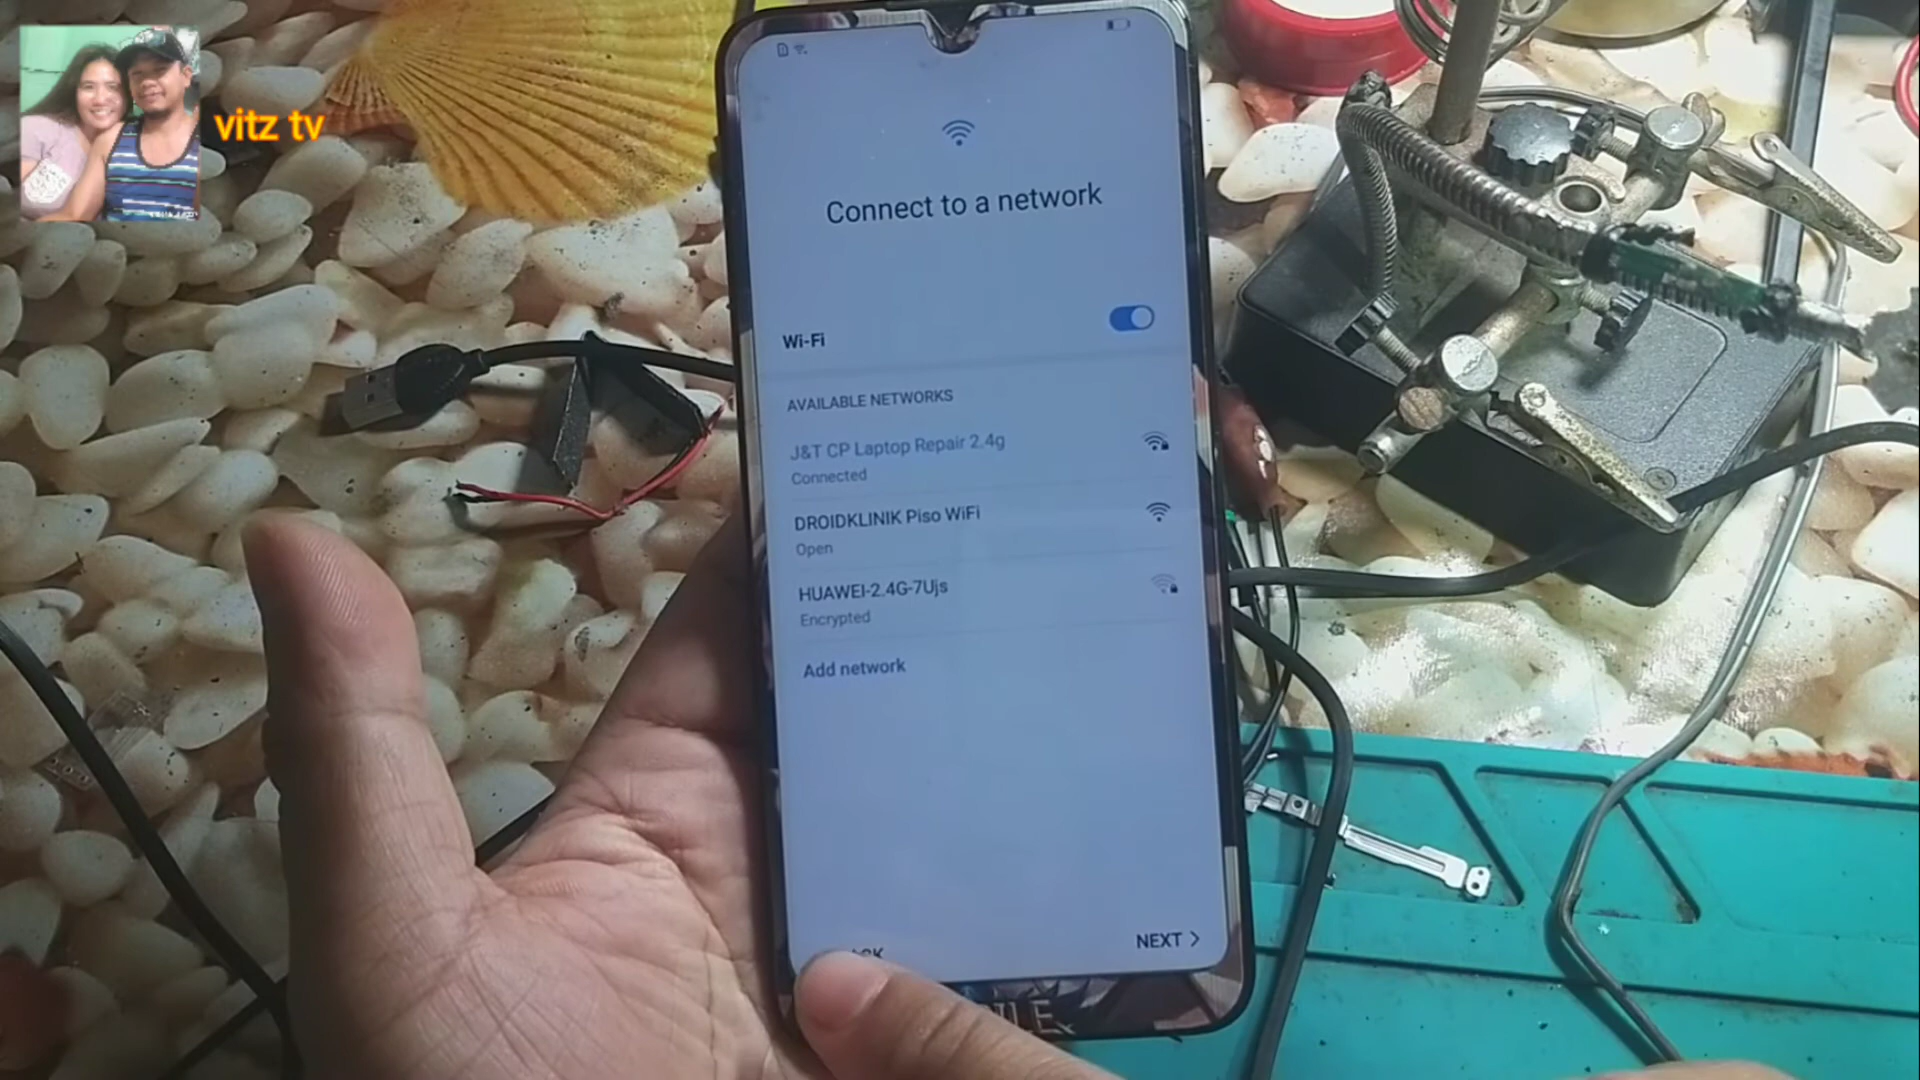 vitz tv
Connect to a network
Wi-Fi
AVAILABLE NETWORKS
J&T CP Laptop Repair 2.4g
Connected
DROIDKLINIK Piso WiFi
Open
HUAWEI-2.4G-7Ujs
Encrypted
Add network
NEXT >